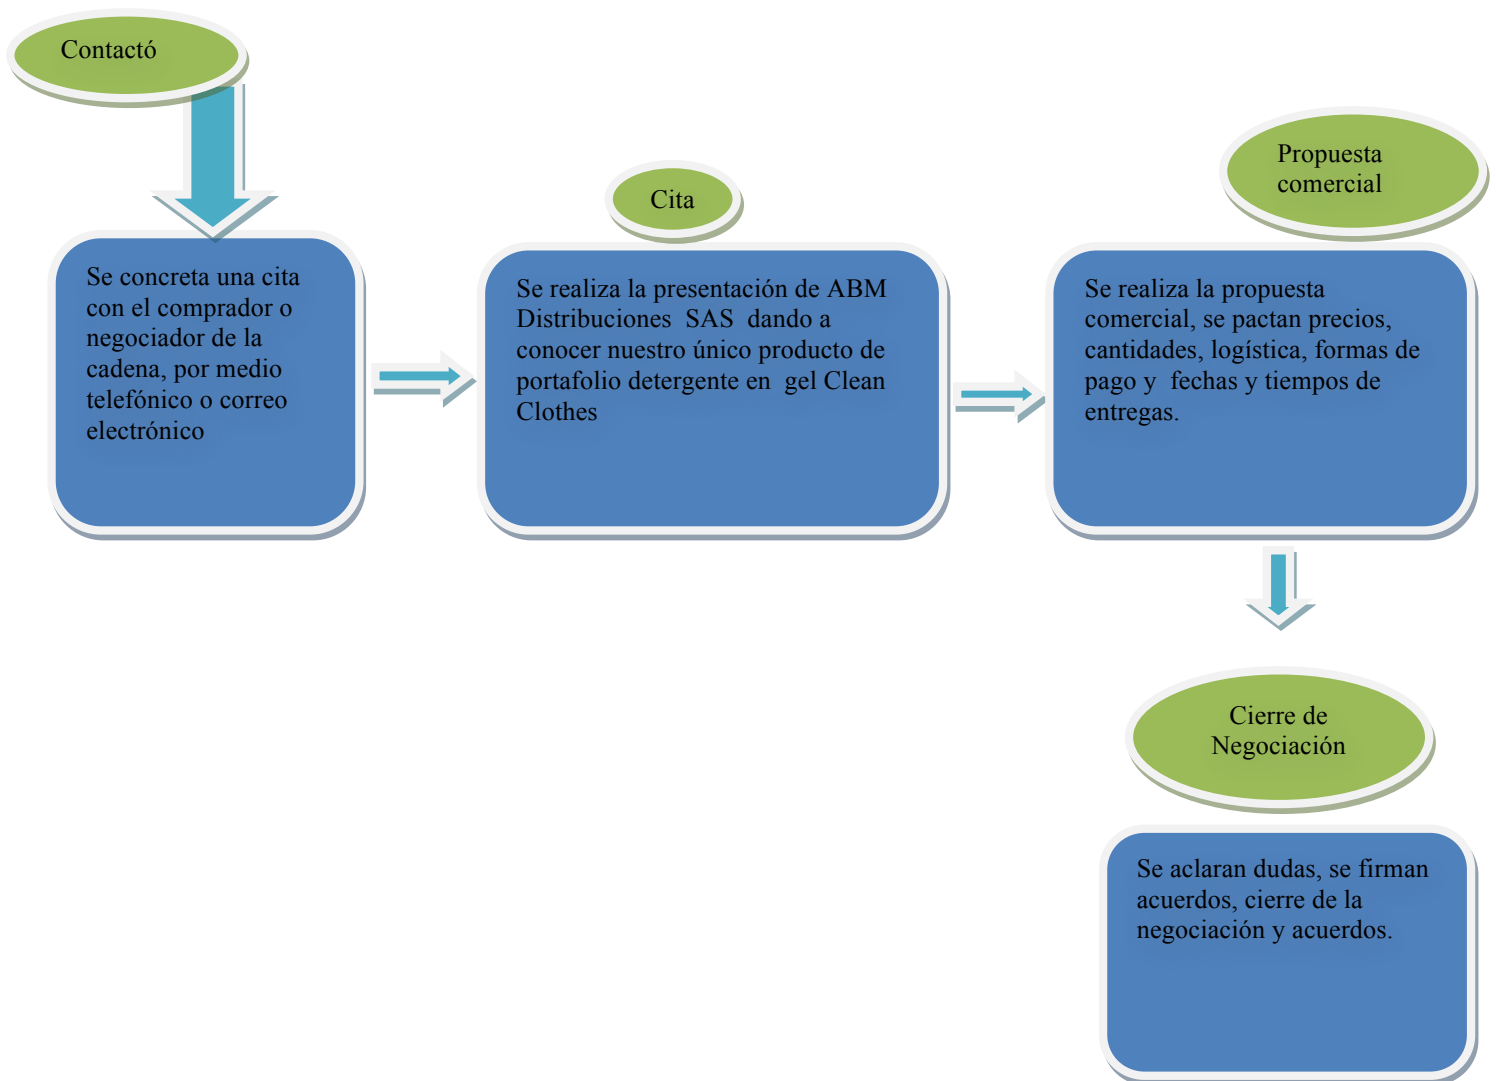 Contactó
Se concreta una cita
con el comprador o
negociador de la
cadena, por medio
telefónico o correo
electrónico
Cita
Se realiza la presentación de ABM
Distribuciones  SAS  dando a
conocer nuestro único producto de
portafolio detergente en  gel Clean
Clothes
Propuesta
comercial
Se realiza la propuesta
comercial, se pactan precios,
cantidades, logística, formas de
pago y  fechas y tiempos de
entregas.
Cierre de
Negociación
Se aclaran dudas, se firman
acuerdos, cierre de la
negociación y acuerdos.